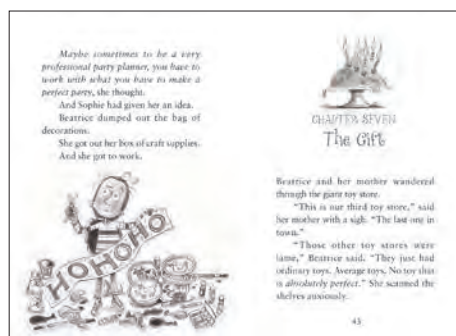 Maybe sometimes to be a very
professional party planner, you have to
work with what you have to make a
perfect party, she thought.
And Sophie had given her an idea.
Beatrice dumped out the bag of
decorations.
She got out her box of craft supplies.
And she got to work.
HOHOHO
CHAPTER SEVEN
The Gift
Beatrice and her mother wandered
through the giant toy store.
"This is our third toy store," said
her mother with a sigh. "The last one in
town."
"Those other toy stores were
lame," Beatrice said. "They just had
ordinary toys. Average toys. No toy that
is absolutely perfect." She scanned the
shelves anxiously.
43